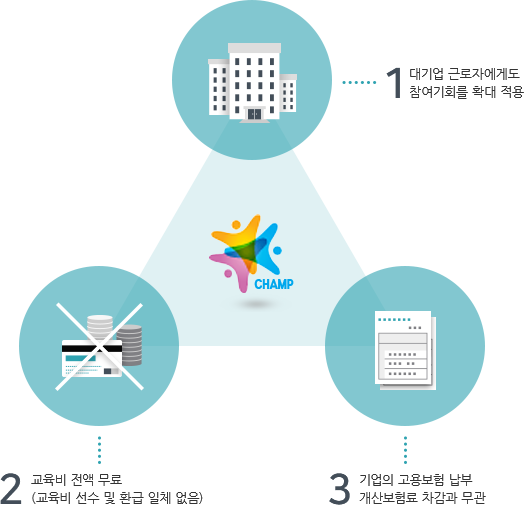 1 대기업 근로자에게도
참여기회를 확대 적용
CHAMP
2 교육비 전액 무료
(교육비 선수 및 환급 일체 없음)
3 기업의 고용보험 납부
개산보험료 차감과 무관